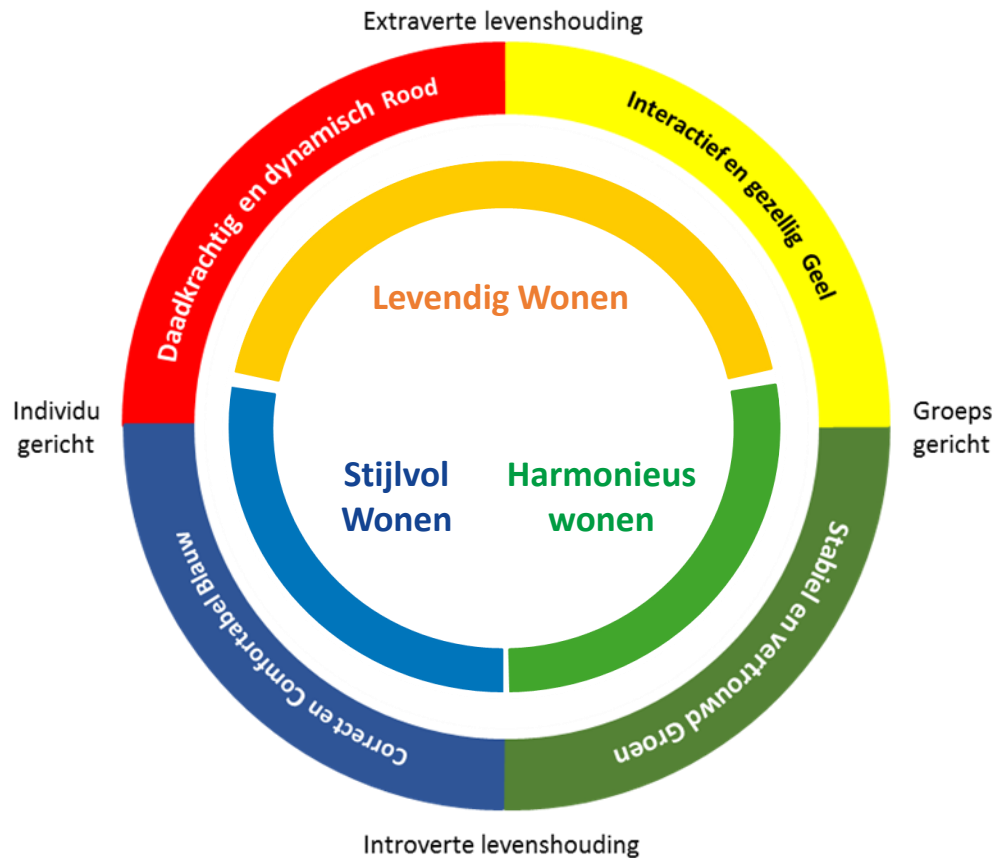 Extraverte levenshouding
Daadkrachtig en dynamisch Rood
Interactief en gezellig Geel
Levendig Wonen
Individu
gericht
Groeps
gericht
Stijlvol
Wonen
Harmonieus
wonen
Correct en Comfortabel Blauw
Stabiel en vertrouwd Groen
Introverte levenshouding